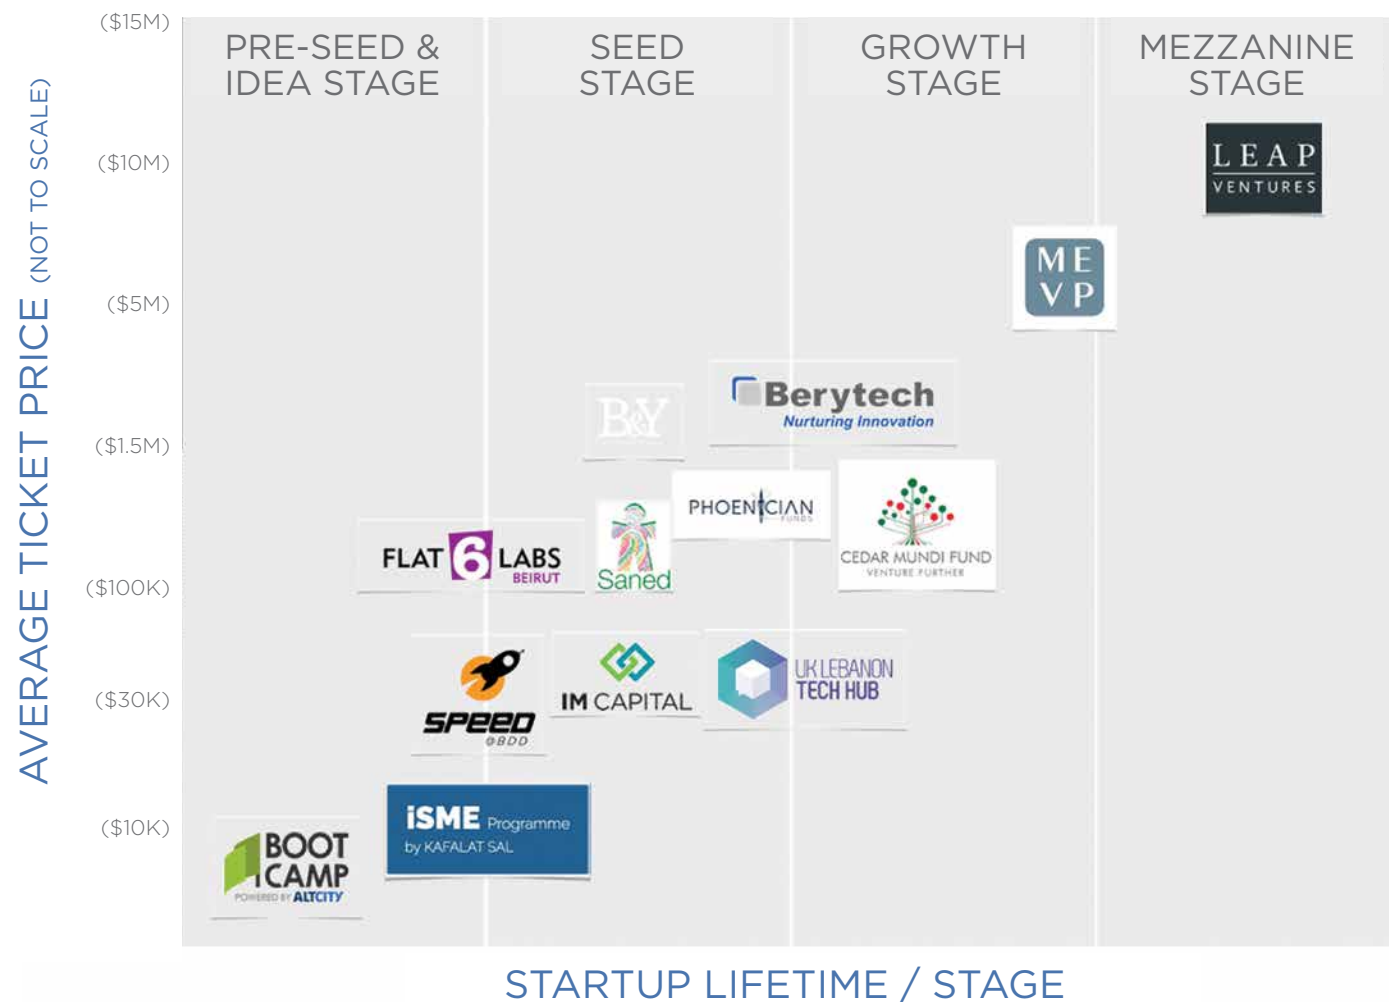 ($15M)
($10M)
($5M)
($1.5M)
($100K)
($30K)
($10K)
AVERAGE TICKET PRICE (NOT TO SCALE)
PRE-SEED &
IDEA STAGE
SEED
STAGE
GROWTH
STAGE
MEZZANINE
STAGE
LEAP
VENTURES
ME
VP
Berytech
Nurturing Innovation
B&Y
PHOENICIAN
FUNDS
CEDAR MUNDI FUND
VENTURE FURTHER
FLAT 6 LABS
BEIRUT
Saned
SPEED
@BDD
IM CAPITAL
UK LEBANON
TECH HUB
iSME Programme
by KAFALAT SAL
BOOT
CAMP
POWERED BY ALTCITY
STARTUP LIFETIME / STAGE